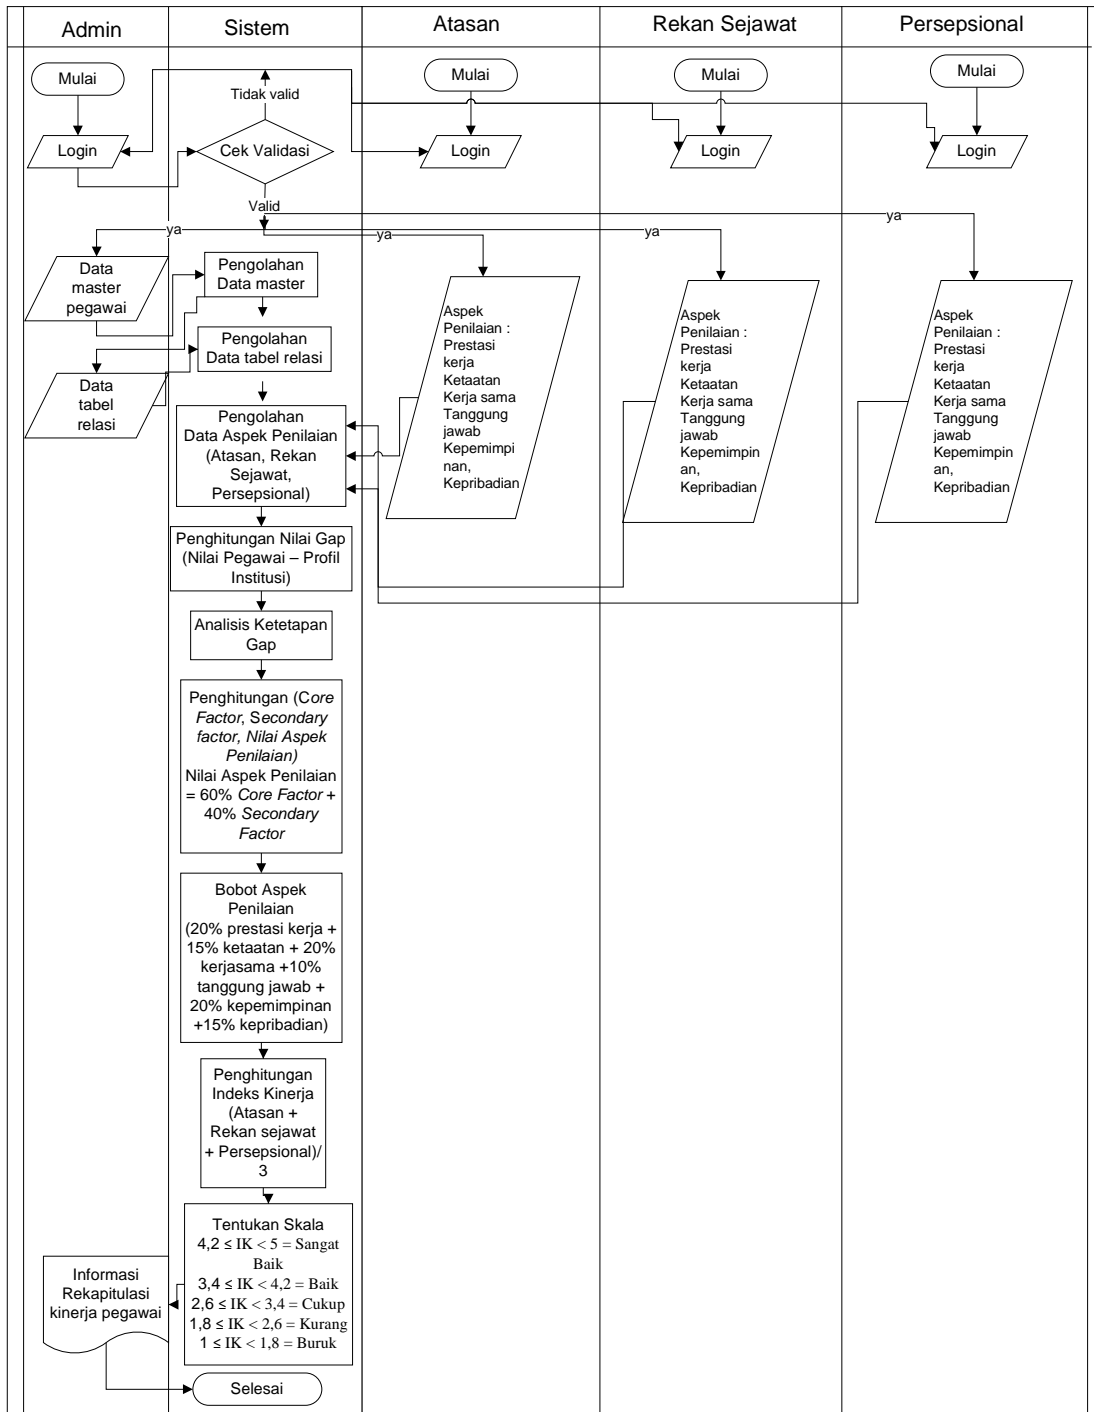 Admin
Sistem
Atasan
Rekan Sejawat
Persepsional
Mulai
Mulai
Mulai
Mulai
Tidak valid
Login
Cek Validasi
Login
Login
Login
Valid
ya
ya
ya
ya
Data
master
pegawai
Pengolahan
Data master
Pengolahan
Data tabel relasi
Data
tabel
relasi
Aspek
Penilaian :
Prestasi
kerja
Ketaatan
Kerja sama
Tanggung
jawab
Kepemimpi
nan,
Kepribadian
Aspek
Penilaian :
Prestasi
kerja
Ketaatan
Kerja sama
Tanggung
jawab
Kepemimpin
an,
Kepribadian
Aspek
Penilaian :
Prestasi
kerja
Ketaatan
Kerja sama
Tanggung
jawab
Kepemimpin
an,
Kepribadian
Pengolahan
Data Aspek Penilaian
(Atasan, Rekan
Sejawat,
Persepsional)
Penghitungan Nilai Gap
(Nilai Pegawai – Profil
Institusi)
Analisis Ketetapan
Gap
Penghitungan (Core
Factor, Secondary
factor, Nilai Aspek
Penilaian)
Nilai Aspek Penilaian
= 60% Core Factor +
40% Secondary
Factor
Bobot Aspek
Penilaian
(20% prestasi kerja +
15% ketaatan + 20%
kerjasama +10%
tanggung jawab +
20% kepemimpinan
+15% kepribadian)
Penghitungan
Indeks Kinerja
(Atasan +
Rekan sejawat
+ Persepsional)/
3
Tentukan Skala
4,2 ≤ IK < 5 = Sangat
Baik
3,4 ≤ IK < 4,2 = Baik
2,6 ≤ IK < 3,4 = Cukup
1,8 ≤ IK < 2,6 = Kurang
1 ≤ IK < 1,8 = Buruk
Informasi
Rekapitulasi
kinerja pegawai
Selesai